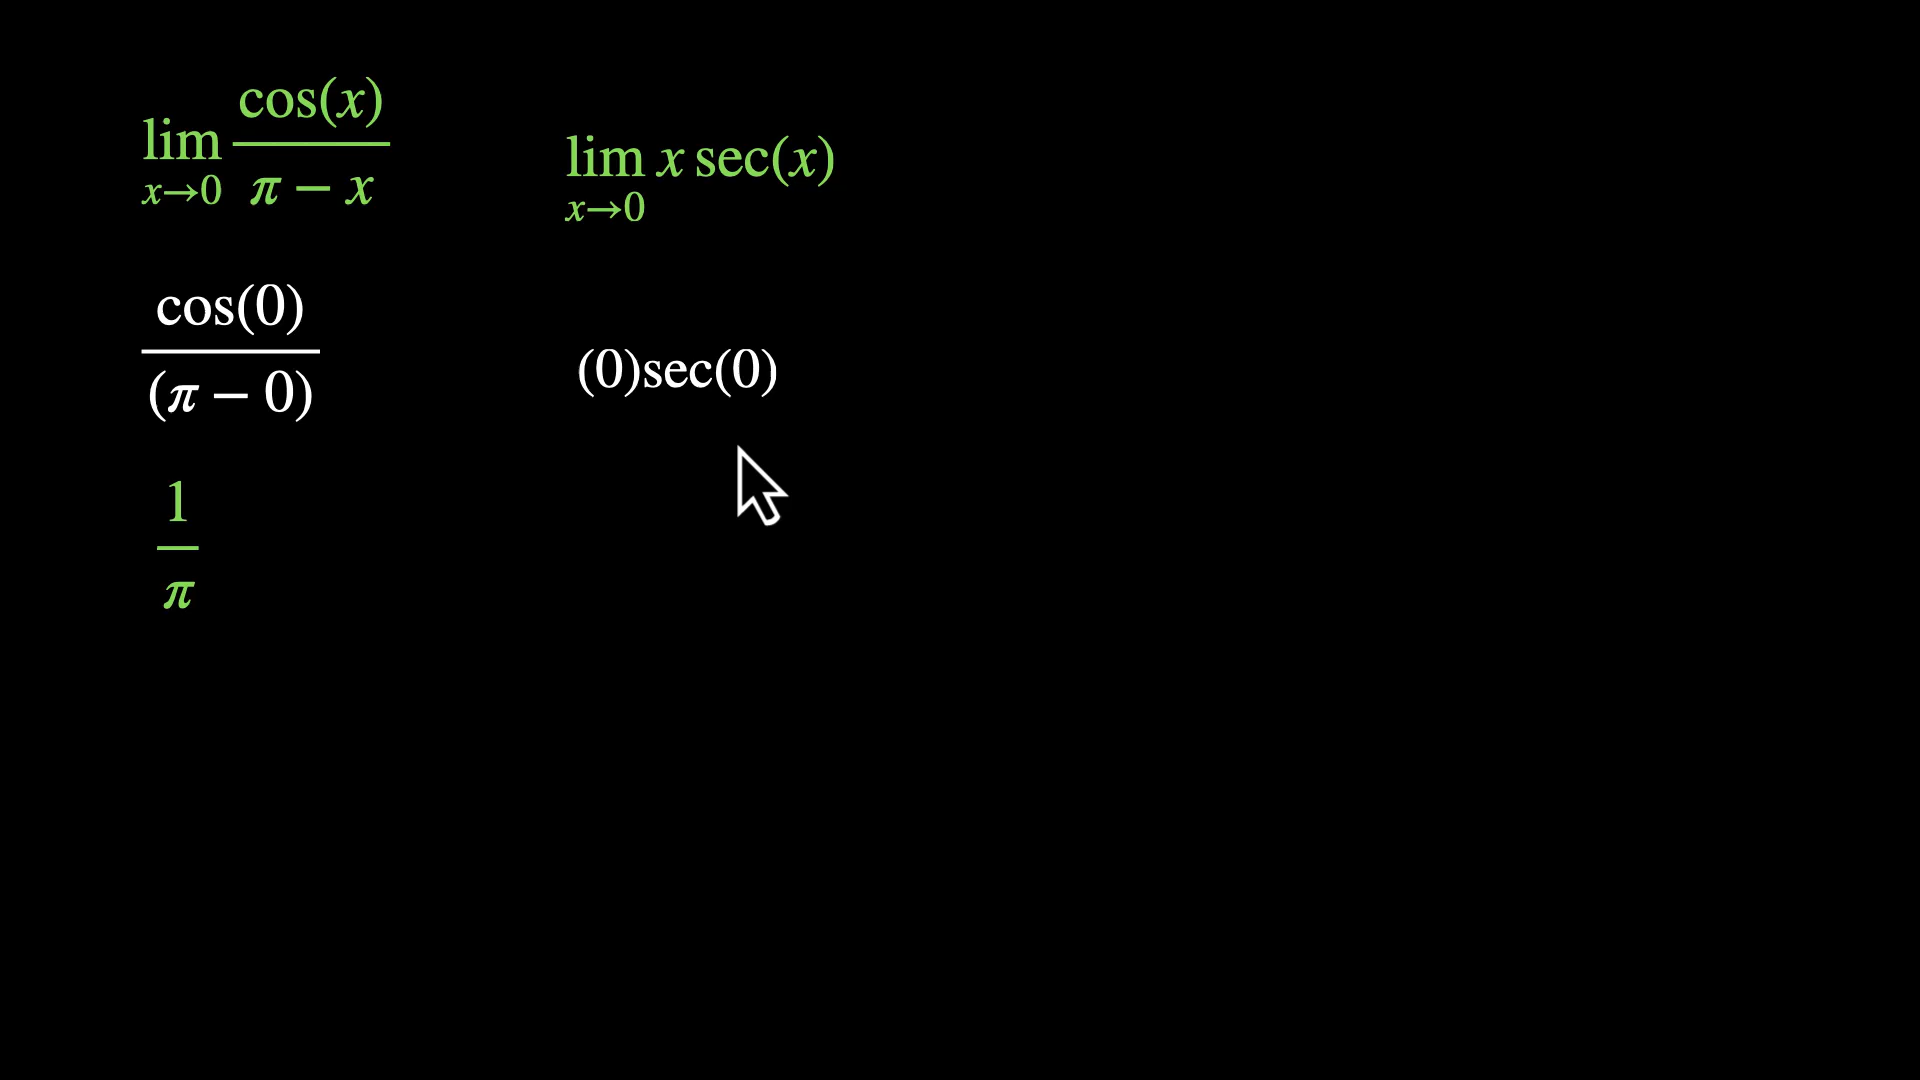 lim x→0 cos(x) / π − x
cos(0) / (π − 0)
1 / π
lim x→0 x sec(x)
(0)sec(0)